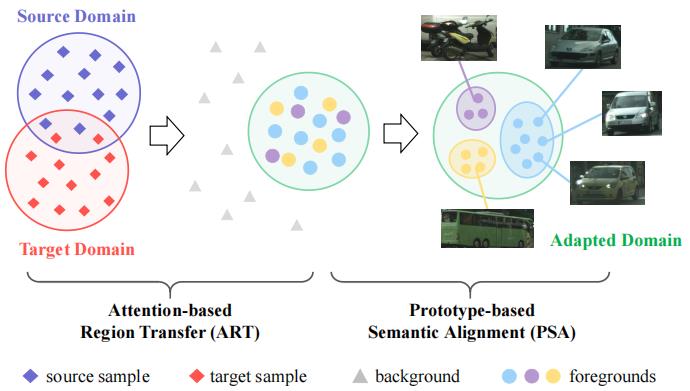 Source Domain
Target Domain
Adapted Domain
Attention-based
Region Transfer (ART)
Prototype-based
Semantic Alignment (PSA)
source sample
target sample
background
foregrounds